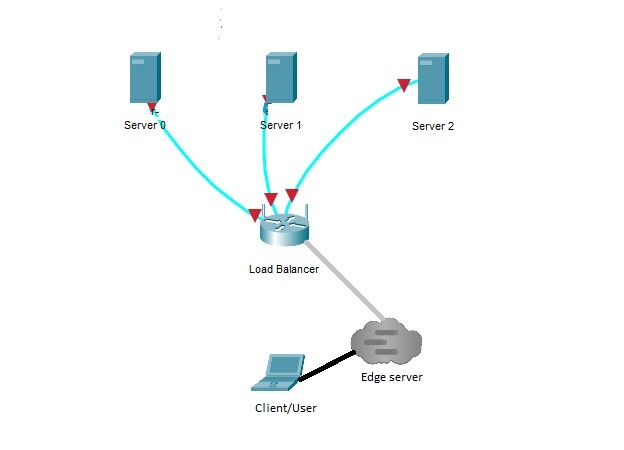 Server 0
Server 1
Server 2
Load Balancer
Edge server
Client/User